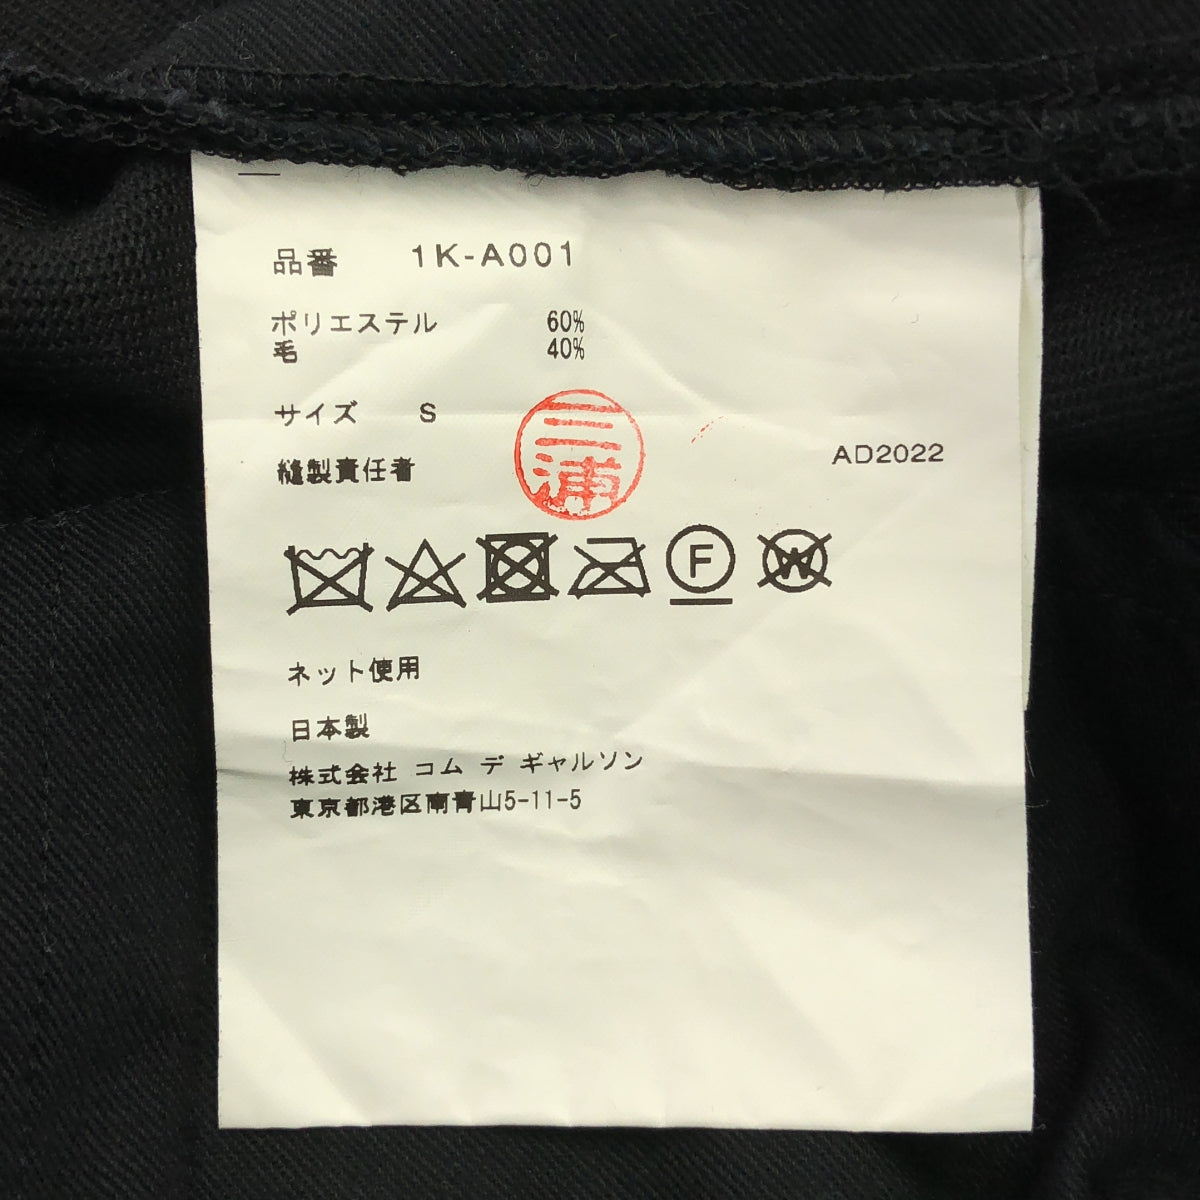 品番 1K-A001
ポリエステル 60%
毛 40%
サイズ S
三浦
縫製責任者
AD2022
F
W
ネット使用
日本製
株式会社 コム デ ギャルソン
東京都港区南青山5-11-5